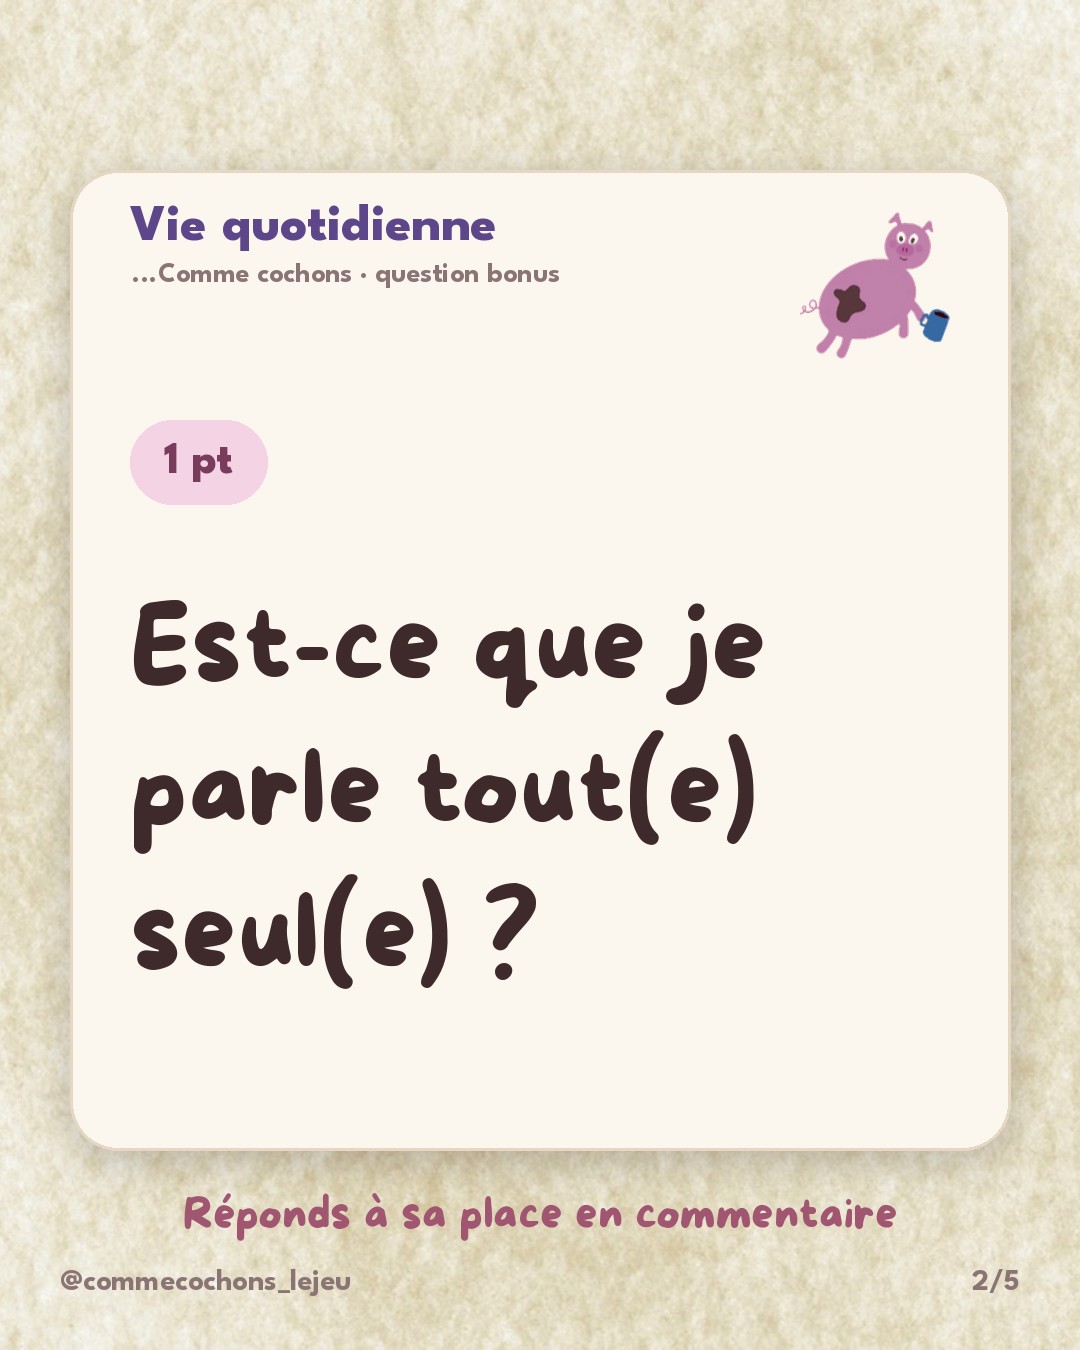 Vie quotidienne
...Comme cochons · question bonus
1 pt
Est-ce que je
parle tout(e)
seul(e) ?
Réponds à sa place en commentaire
@commecochons_lejeu
2/5